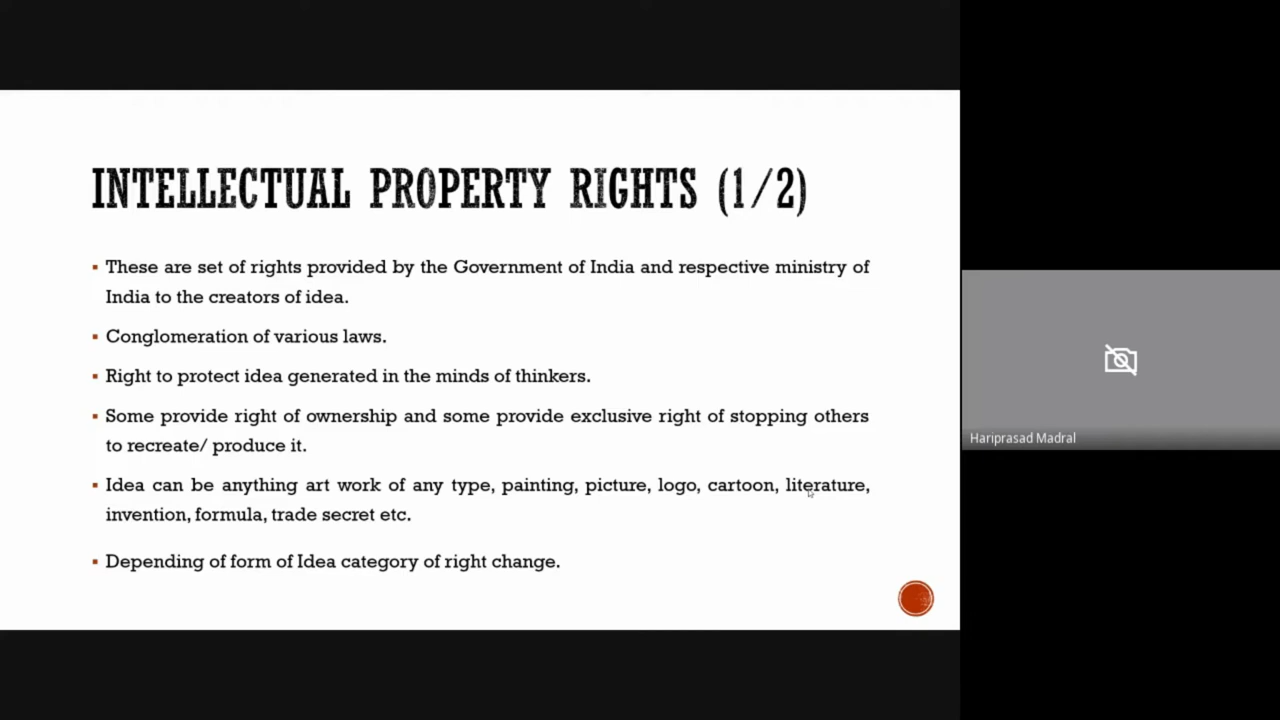 INTELLECTUAL PROPERTY RIGHTS (1/2)
▪ These are set of rights provided by the Government of India and respective ministry of
India to the creators of idea.
▪ Conglomeration of various laws.
▪ Right to protect idea generated in the minds of thinkers.
▪ Some provide right of ownership and some provide exclusive right of stopping others
to recreate/ produce it.
▪ Idea can be anything art work of any type, painting, picture, logo, cartoon, literature,
invention, formula, trade secret etc.
▪ Depending of form of Idea category of right change.
Hariprasad Madral